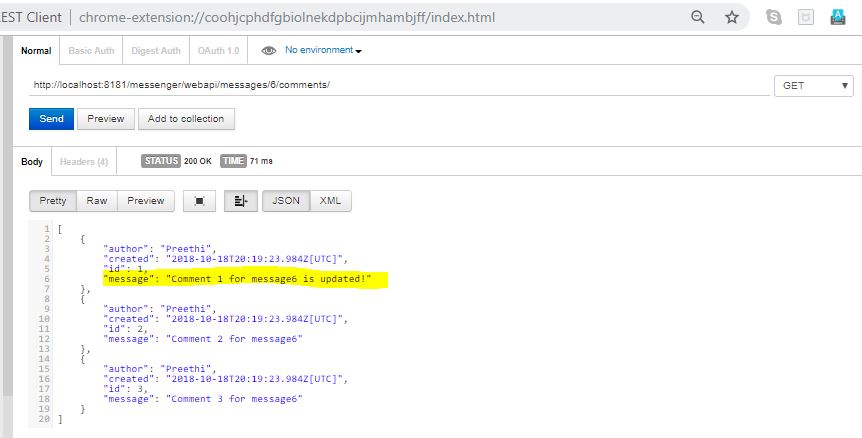 EST Client | chrome-extension://coohjcphdfgbiolnekdpbcijmhambjff/index.html
Normal Basic Auth Digest Auth OAuth 1.0 No environment
http://localhost:8181/messenger/webapi/messages/6/comments/ GET
Send Preview Add to collection
Body Headers (4) STATUS 200 OK TIME 71 ms
Pretty Raw Preview JSON XML
1 [
2 {
3 "author": "Preethi",
4 "created": "2018-10-18T20:19:23.984Z[UTC]",
5 "id": 1,
6 "message": "Comment 1 for message6 is updated!"
7 },
8 {
9 "author": "Preethi",
10 "created": "2018-10-18T20:19:23.984Z[UTC]",
11 "id": 2,
12 "message": "Comment 2 for message6"
13 },
14 {
15 "author": "Preethi",
16 "created": "2018-10-18T20:19:23.984Z[UTC]",
17 "id": 3,
18 "message": "Comment 3 for message6"
19 }
20 ]